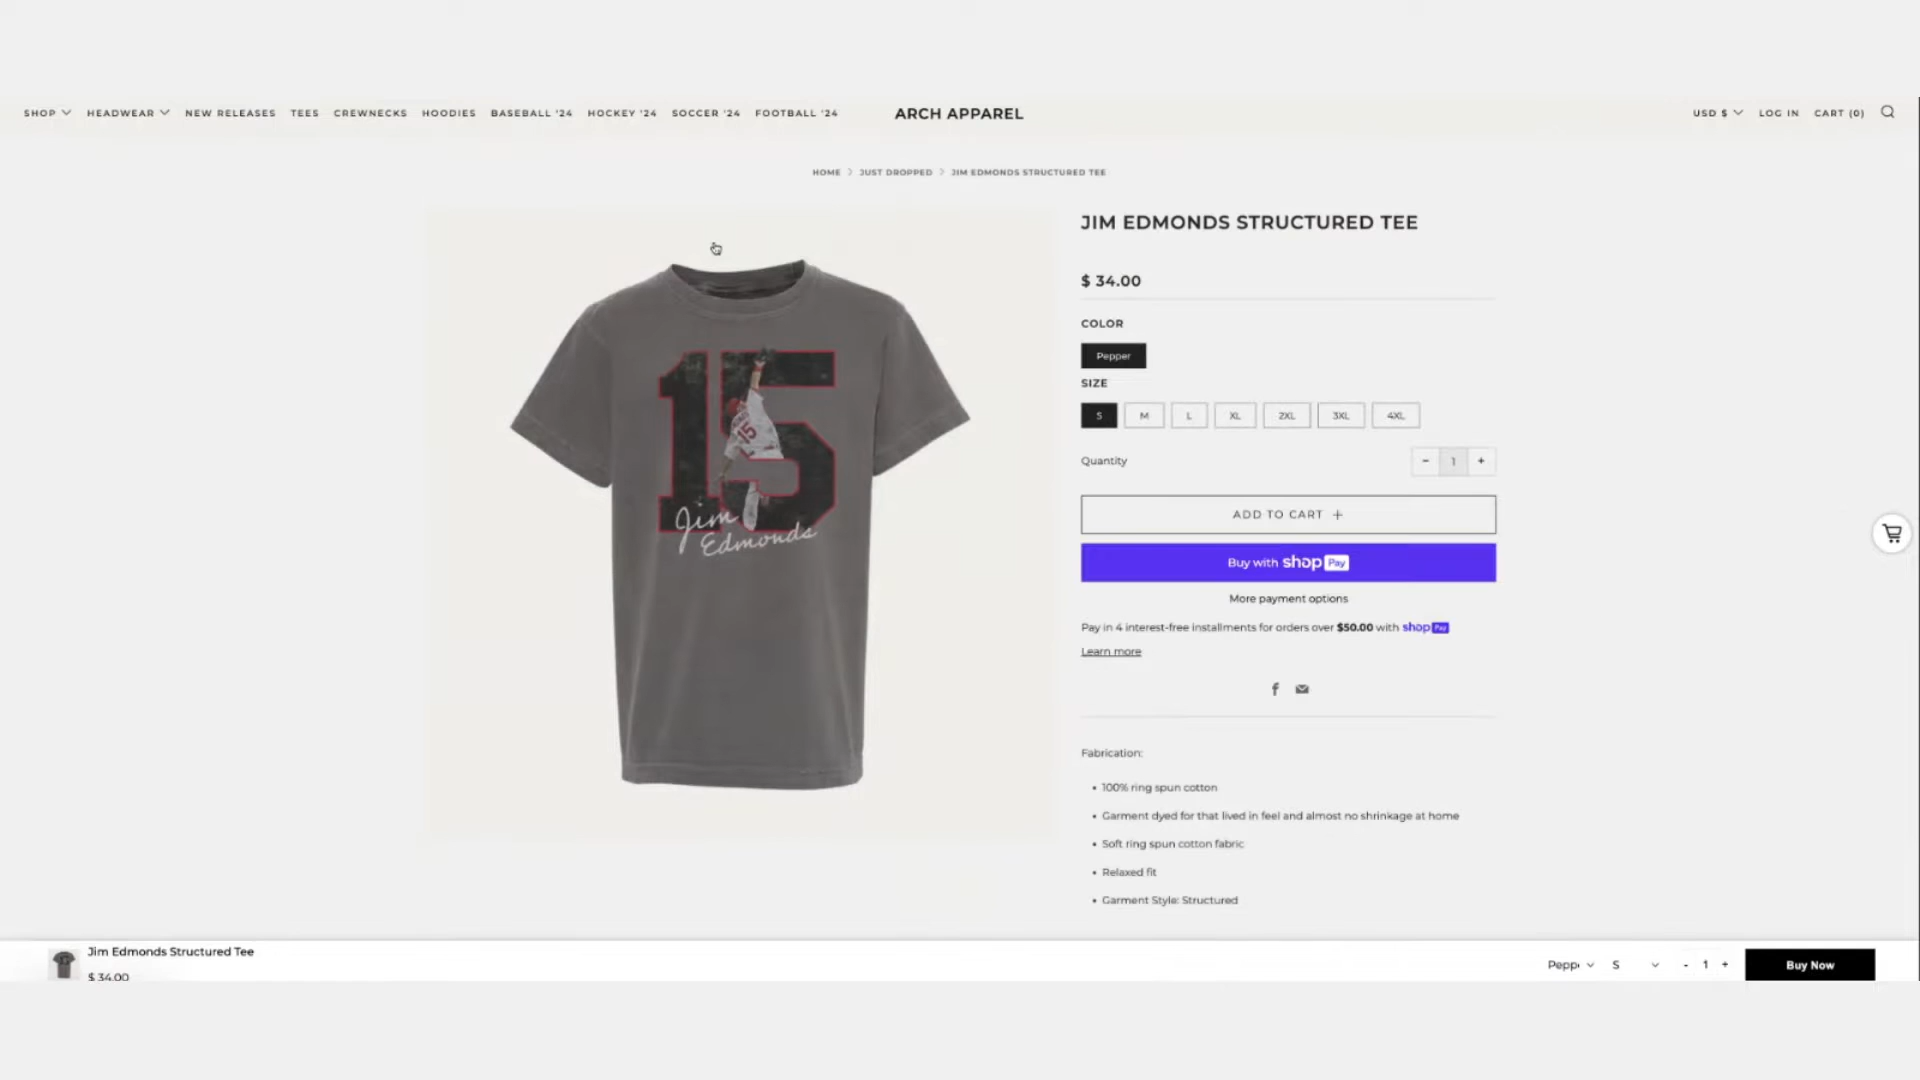 SHOP HEADWEAR NEW RELEASES TEES CREWNECKS HOODIES BASEBALL '24 HOCKEY '24 SOCCER '24 FOOTBALL '24 ARCH APPAREL USD $ LOG IN CART (0)
HOME JUST DROPPED JIM EDMONDS STRUCTURED TEE
15
15
Jim
Edmonds
JIM EDMONDS STRUCTURED TEE
$ 34.00
COLOR
Pepper
SIZE
S M L XL 2XL 3XL 4XL
Quantity - 1 +
ADD TO CART +
Buy with shop Pay
More payment options
Pay in 4 interest-free installments for orders over $50.00 with shop Pay
Learn more
Fabrication:
• 100% ring spun cotton
• Garment dyed for that lived in feel and almost no shrinkage at home
• Soft ring spun cotton fabric
• Relaxed fit
• Garment Style: Structured
Jim Edmonds Structured Tee
$ 34.00
Peppe S - 1 + Buy Now